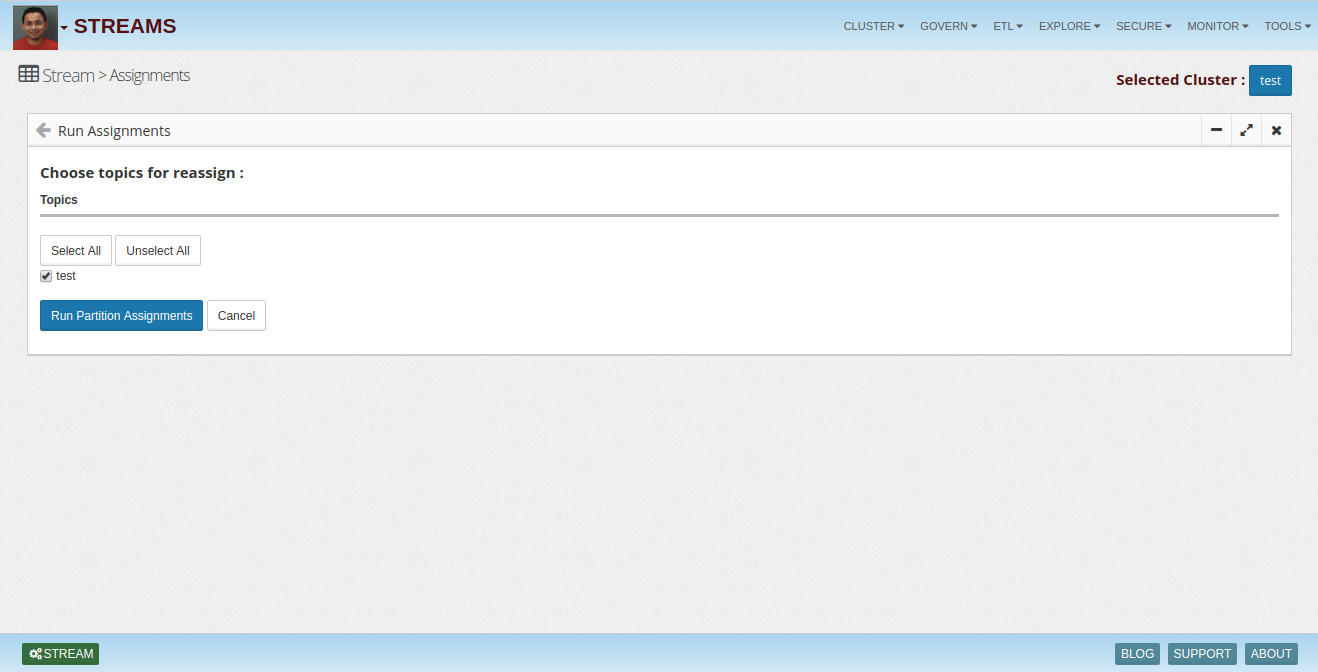 STREAMS
CLUSTER GOVERN ETL EXPLORE SECURE MONITOR TOOLS
Stream > Assignments
Selected Cluster : test
Run Assignments
Choose topics for reassign :
Topics
Select All Unselect All
test
Run Partition Assignments Cancel
STREAM BLOG SUPPORT ABOUT